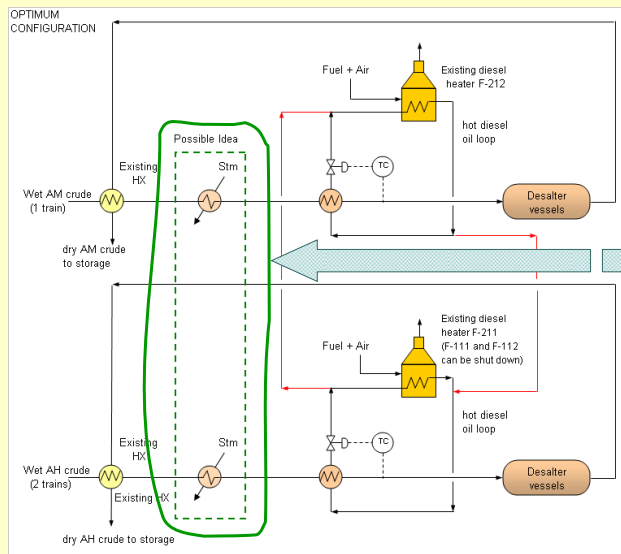 OPTIMUM
CONFIGURATION
Fuel + Air
Existing diesel
heater F-212
hot diesel
oil loop
Possible Idea
Existing
HX
Stm
TC
Wet AM crude
(1 train)
Desalter
vessels
dry AM crude
to storage
Existing diesel
heater F-211
(F-111 and F-112
can be shut down)
Fuel + Air
hot diesel
oil loop
Existing
HX
Stm
TC
Wet AH crude
(2 trains)
Desalter
vessels
Existing HX
dry AH crude to storage